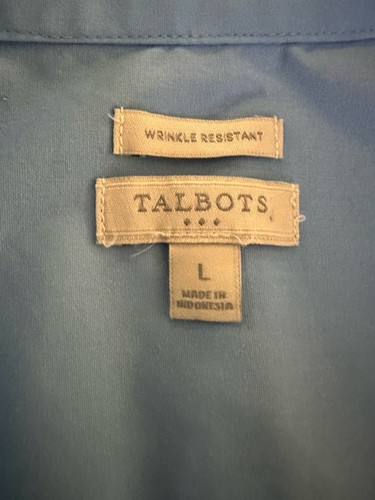 WRINKLE RESISTANT
TALBOTS
L
MADE IN
INDONESIA